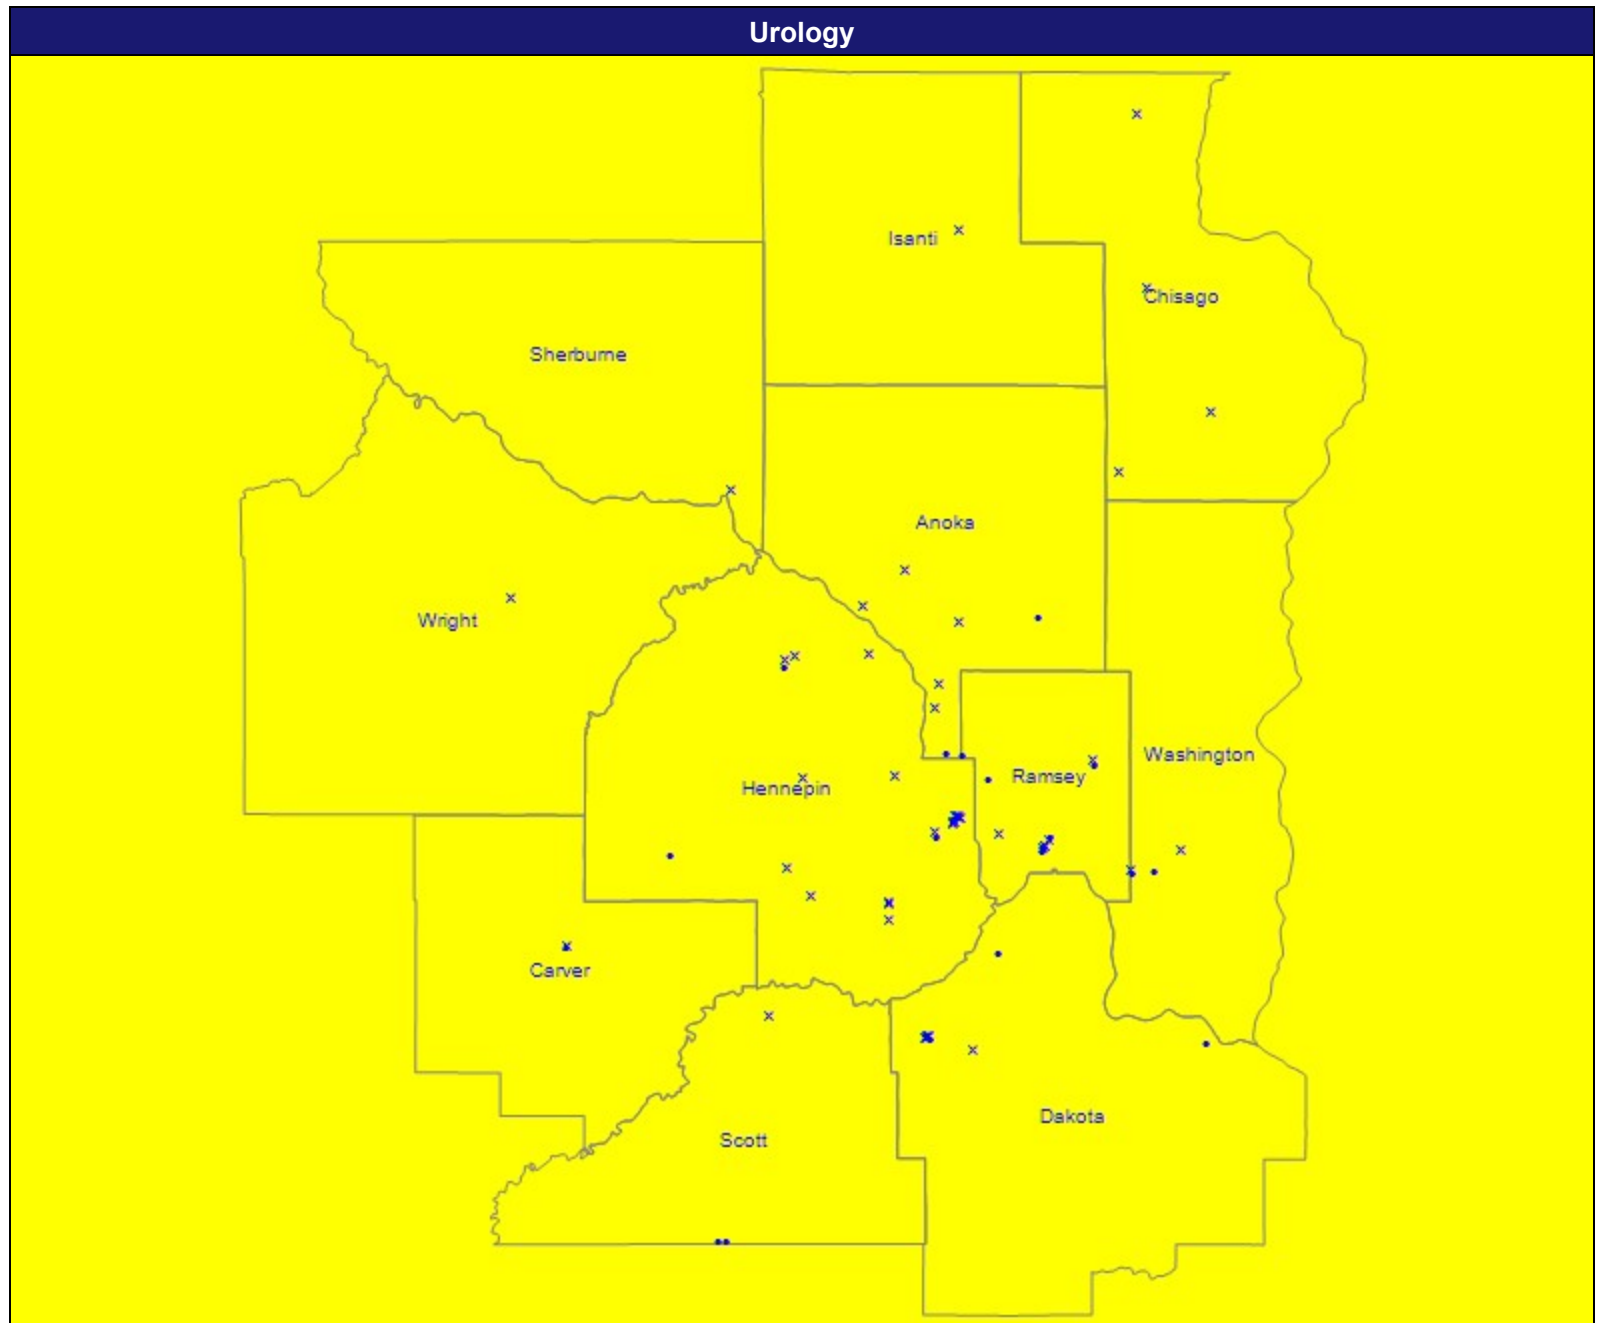 Urology
Isanti
Chisago
Sherburne
Anoka
Wright
Washington
Ramsey
Hennepin
Carver
Dakota
Scott